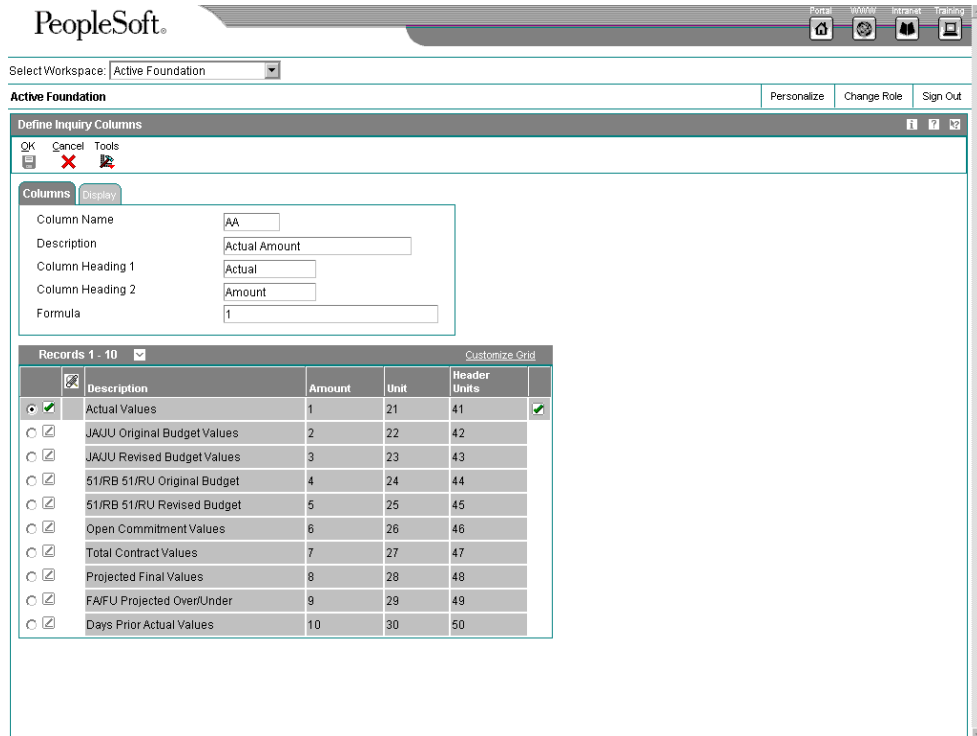 Portal WWW Intranet Training
PeopleSoft®
Select Workspace: Active Foundation
Active Foundation Personalize Change Role Sign Out
Define Inquiry Columns i ?
OK Cancel Tools
Columns Display
Column Name AA
Description Actual Amount
Column Heading 1 Actual
Column Heading 2 Amount
Formula 1
Records 1 - 10 Customize Grid
Description Amount Unit Header Units
Actual Values 1 21 41
JA/JU Original Budget Values 2 22 42
JA/JU Revised Budget Values 3 23 43
51/RB 51/RU Original Budget 4 24 44
51/RB 51/RU Revised Budget 5 25 45
Open Commitment Values 6 26 46
Total Contract Values 7 27 47
Projected Final Values 8 28 48
FA/FU Projected Over/Under 9 29 49
Days Prior Actual Values 10 30 50